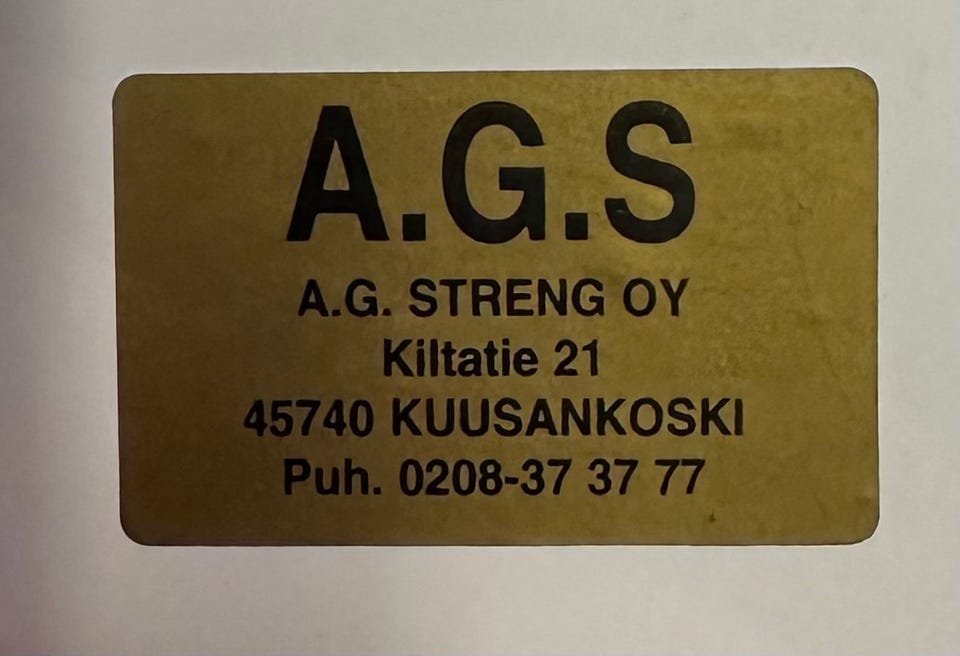 A.G.S
A.G. STRENG OY
Kiltatie 21
45740 KUUSANKOSKI
Puh. 0208-37 37 77